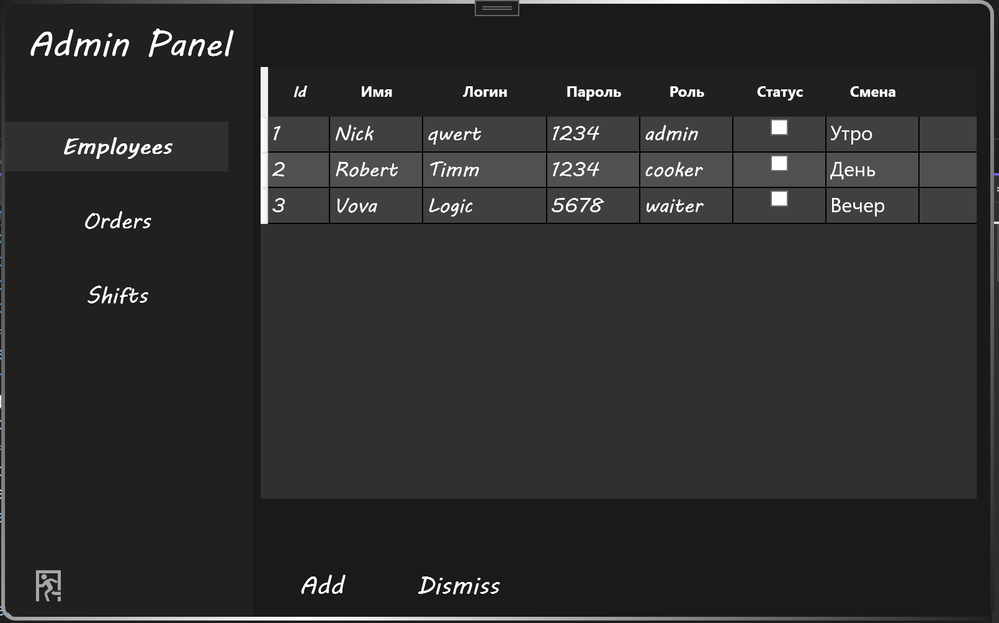 Admin Panel
Employees
Orders
Shifts
Id Имя Логин Пароль Роль Статус Смена
1 Nick qwert 1234 admin Утро
2 Robert Timm 1234 cooker День
3 Vova Logic 5678 waiter Вечер
Add Dismiss